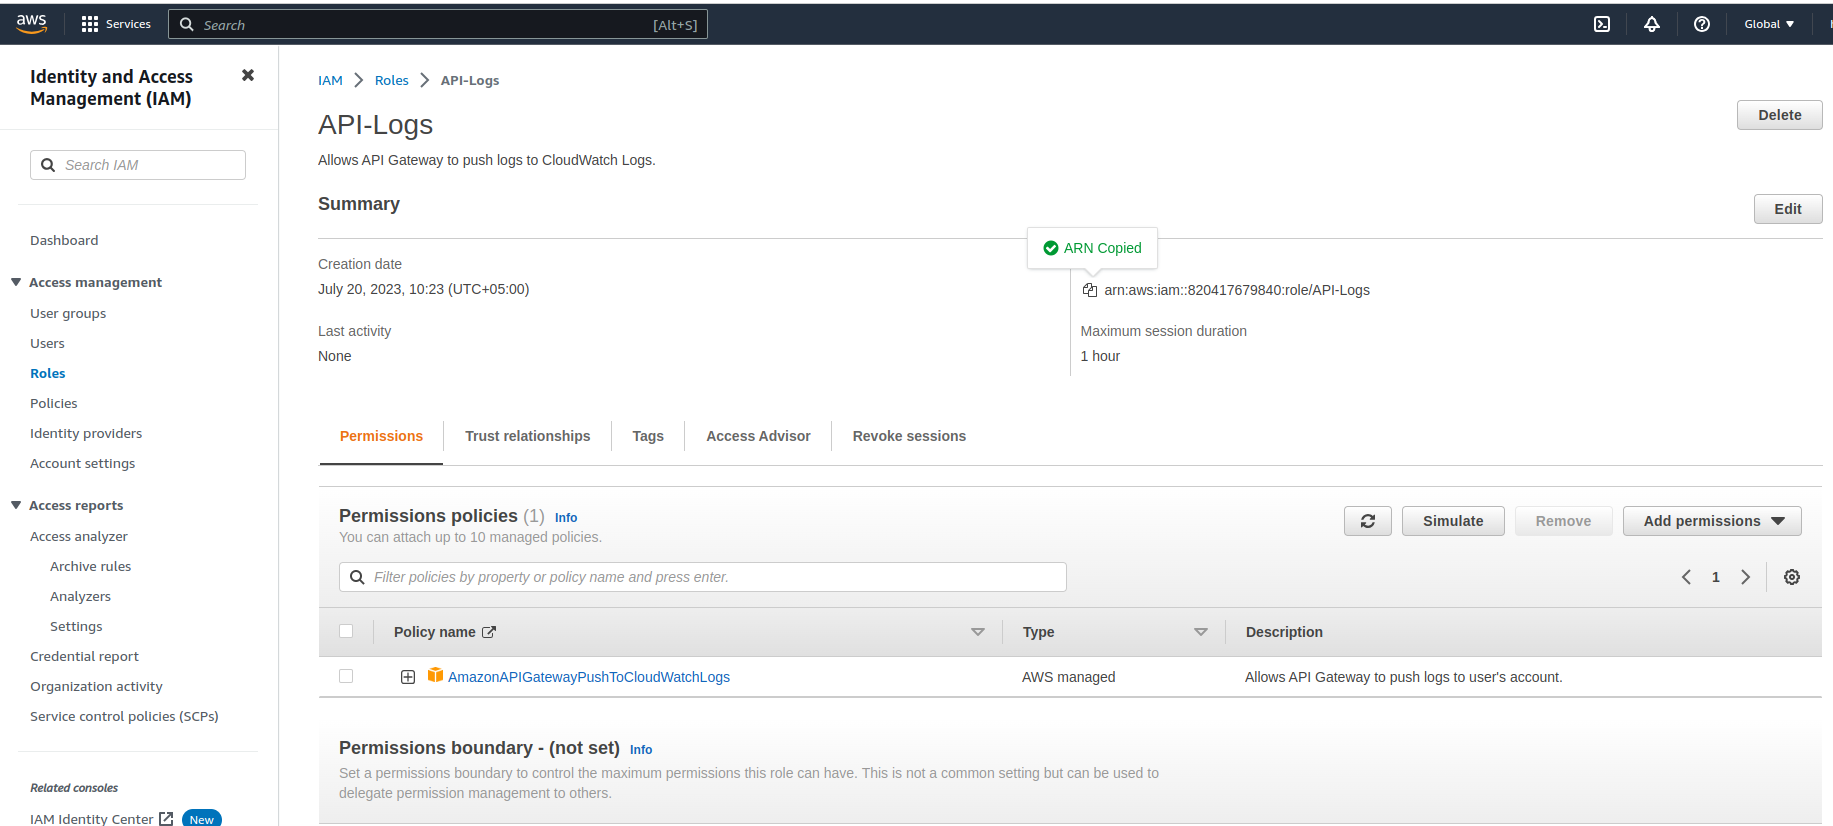 aws
Services
Search
[Alt+S]
Global
Identity and Access
Management (IAM)
Search IAM
Dashboard
Access management
User groups
Users
Roles
Policies
Identity providers
Account settings
Access reports
Access analyzer
Archive rules
Analyzers
Settings
Credential report
Organization activity
Service control policies (SCPs)
Related consoles
IAM Identity Center New
IAM > Roles > API-Logs
API-Logs
Delete
Allows API Gateway to push logs to CloudWatch Logs.
Summary
Edit
ARN Copied
Creation date
July 20, 2023, 10:23 (UTC+05:00)
arn:aws:iam::820417679840:role/API-Logs
Last activity
None
Maximum session duration
1 hour
Permissions
Trust relationships
Tags
Access Advisor
Revoke sessions
Permissions policies (1) Info
You can attach up to 10 managed policies.
Simulate
Remove
Add permissions
Filter policies by property or policy name and press enter.
1
Policy name
Type
Description
AmazonAPIGatewayPushToCloudWatchLogs
AWS managed
Allows API Gateway to push logs to user's account.
Permissions boundary - (not set) Info
Set a permissions boundary to control the maximum permissions this role can have. This is not a common setting but can be used to
delegate permission management to others.